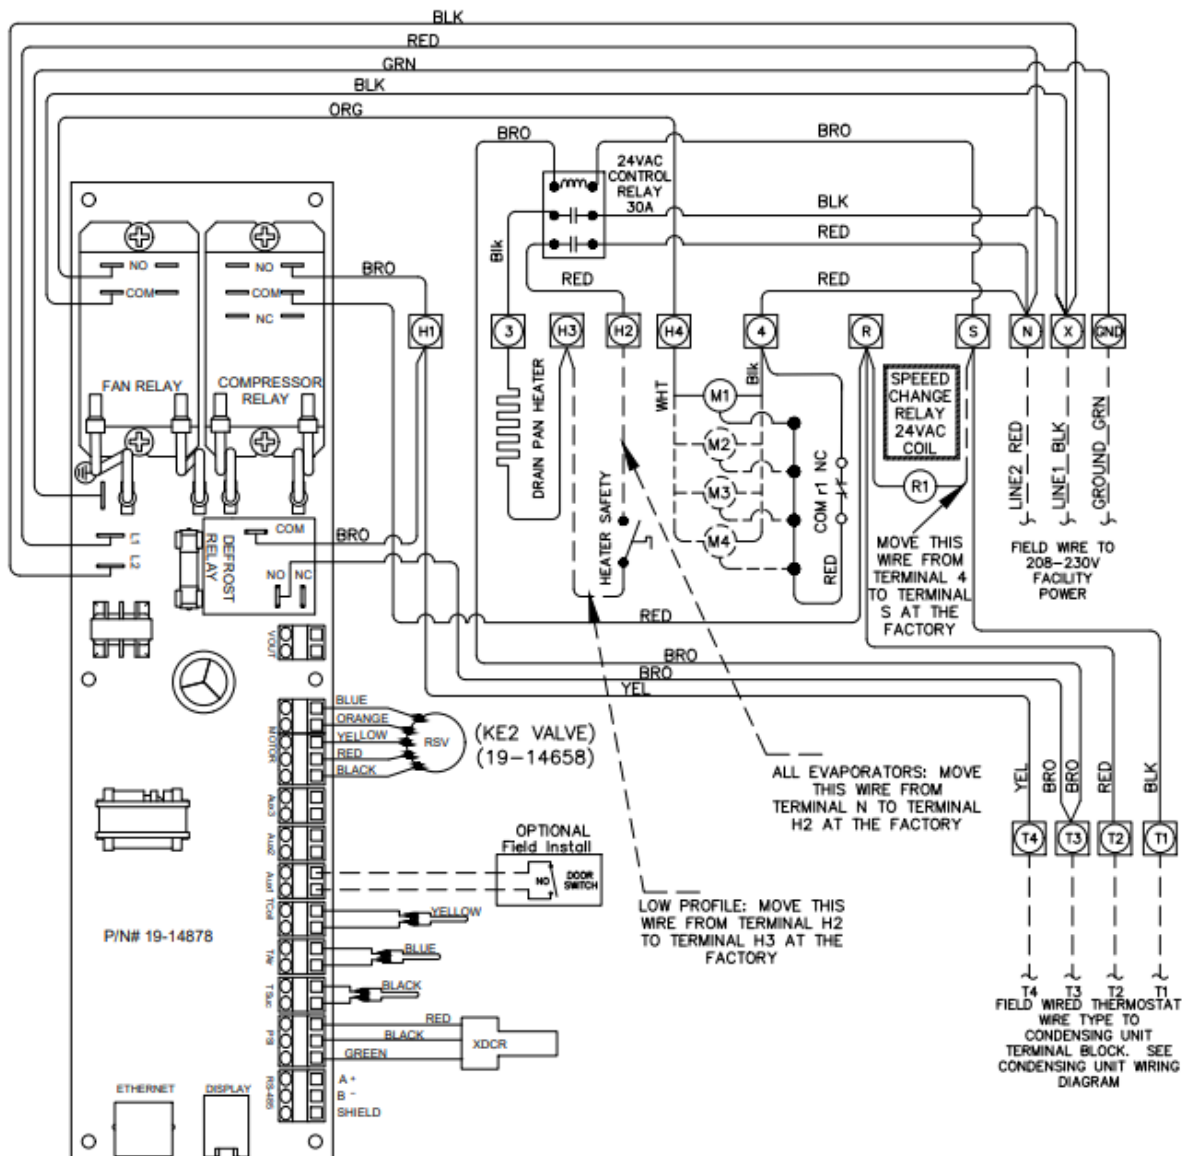 BLK
RED
GRN
BLK
ORG
BRO
BRO
24VAC
CONTROL
RELAY
30A
BLK
RED
Blk
RED
RED
NO
NO
COM
COM
NC
BRO
FAN RELAY
COMPRESSOR
RELAY
H1
3
H3
H2
H4
4
R
S
N
X
GND
DRAIN PAN HEATER
HEATER SAFETY
WHT
Blk
M1
M2
M3
M4
COM r1 NC
RED
SPEEED
CHANGE
RELAY
24VAC
COIL
R1
MOVE THIS
WIRE FROM
TERMINAL 4
TO TERMINAL
S AT THE
FACTORY
LINE2 RED
LINE1 BLK
GROUND GRN
FIELD WIRE TO
208-230V
FACILITY
POWER
L1
L2
DEFROST
RELAY
COM
NO
NC
BRO
RED
BRO
BRO
YEL
VOUT
MOTOR
BLUE
ORANGE
YELLOW
RED
BLACK
RSV
(KE2 VALVE)
(19-14658)
ALL EVAPORATORS: MOVE
THIS WIRE FROM
TERMINAL N TO TERMINAL
H2 AT THE FACTORY
YEL
BRO
BRO
RED
BLK
T4
T3
T2
T1
Aux3
Aux2
Aux1
OPTIONAL
Field Install
NO
DOOR
SWITCH
LOW PROFILE: MOVE THIS
WIRE FROM TERMINAL H2
TO TERMINAL H3 AT THE
FACTORY
P/N# 19-14878
TCoil
YELLOW
TAir
BLUE
T Suc
BLACK
PSI
RED
BLACK
GREEN
XDCR
RS-485
A +
B -
SHIELD
ETHERNET
DISPLAY
T4
T3
T2
T1
FIELD WIRED THERMOSTAT
WIRE TYPE TO
CONDENSING UNIT
TERMINAL BLOCK. SEE
CONDENSING UNIT WIRING
DIAGRAM